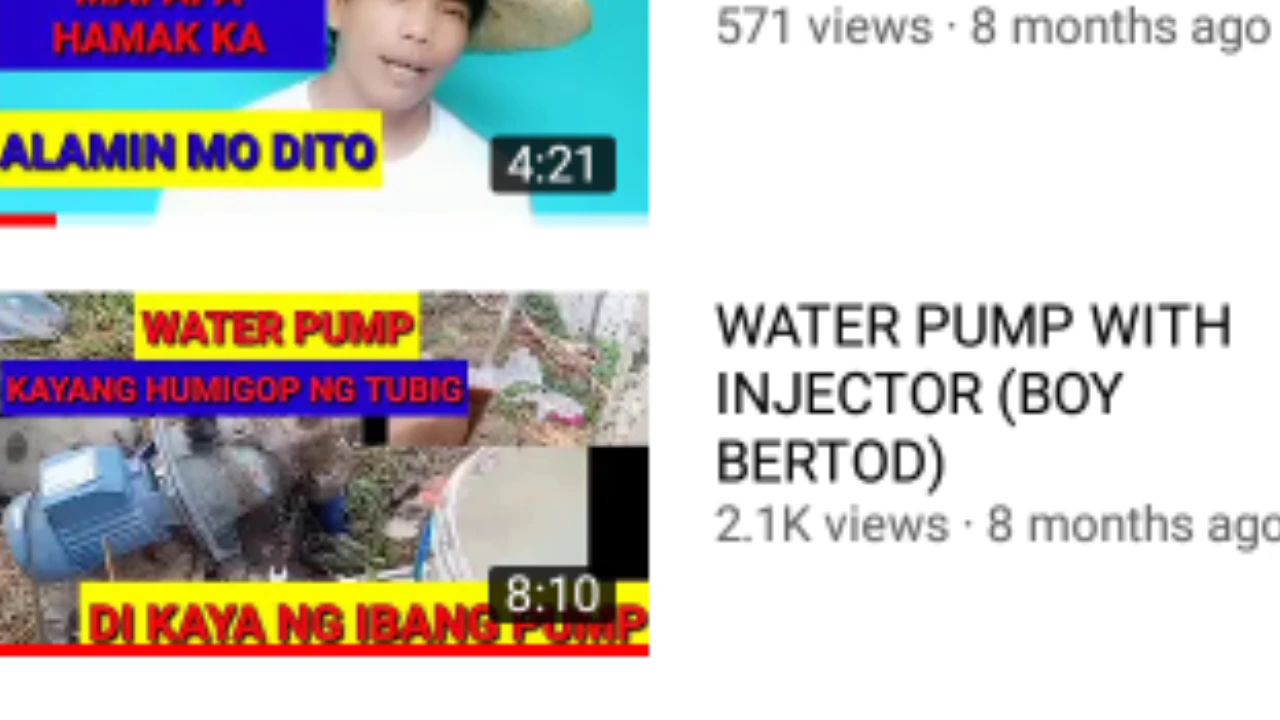 HAMAK KA
ALAMIN MO DITO
4:21
571 views · 8 months ago
WATER PUMP
KAYANG HUMIGOP NG TUBIG
8:10
DI KAYA NG IBANG PUMP
WATER PUMP WITH
INJECTOR (BOY
BERTOD)
2.1K views · 8 months ago